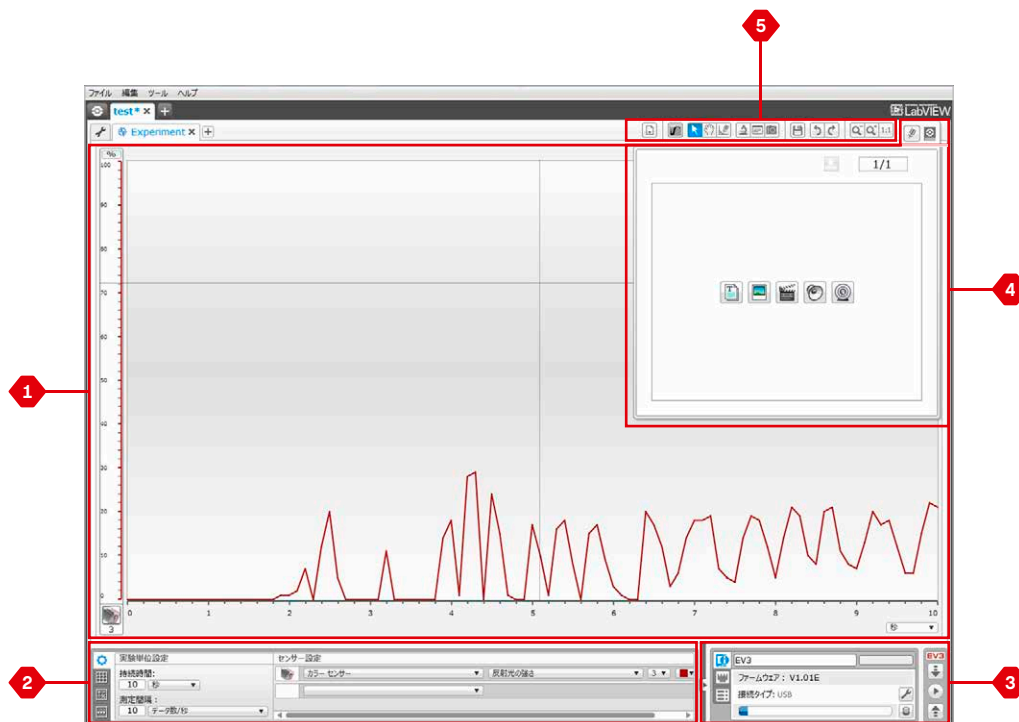 5
ファイル 編集 ツール ヘルプ
test* × +
LabVIEW
Experiment × +
1:1
%
100
90
80
70
60
50
40
30
20
10
0
1/1
4
1
3
0 1 2 3 4 5 6 7 8 9 10
秒
2
実験単位設定
持続時間:
10 秒
測定間隔:
10 データ数/秒
センサー設定
カラー センサー 反射光の強さ 3
EV3
ファームウェア: V1.01E
接続タイプ: USB
EV3
3